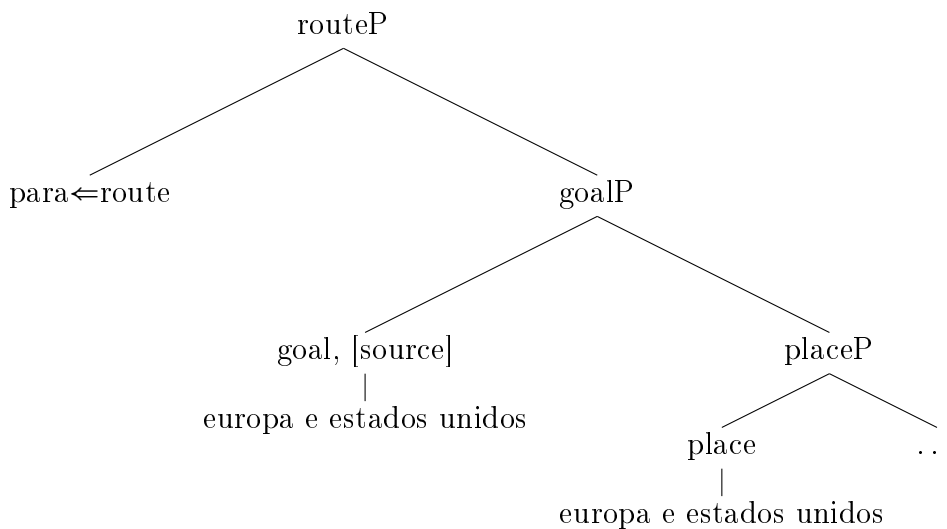 routeP
para⇐route
goalP
goal, [source]
placeP
europa e estados unidos
place
. .
europa e estados unidos